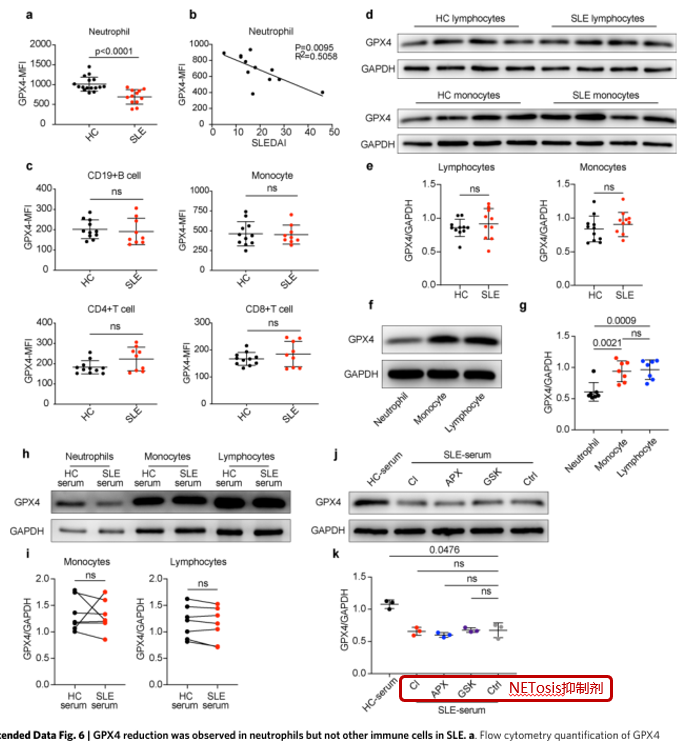 a
Neutrophil
p<0.0001
GPX4-MFI
2000
1500
1000
500
0
HC
SLE
b
Neutrophil
P=0.0095
R²=0.5058
GPX4-MFI
1000
800
600
400
200
0
0 10 20 30 40 50
SLEDAI
c
CD19+B cell
ns
GPX4-MFI
400
300
200
100
0
HC
SLE
Monocyte
ns
GPX4-MFI
1000
750
500
250
0
HC
SLE
CD4+T cell
ns
GPX4-MFI
400
300
200
100
0
HC
SLE
CD8+T cell
ns
GPX4-MFI
300
200
100
0
HC
SLE
d
HC lymphocytes SLE lymphocytes
GPX4
GAPDH
HC monocytes SLE monocytes
GPX4
GAPDH
e
Lymphocytes
ns
GPX4/GAPDH
1.5
1.0
0.5
0.0
HC SLE
Monocytes
ns
GPX4/GAPDH
1.5
1.0
0.5
0.0
HC SLE
f
GPX4
GAPDH
Neutrophil
Monocyte
Lymphocyte
g
0.0009
0.0021 ns
GPX4/GAPDH
1.5
1.0
0.5
0.0
Neutrophil
Monocyte
Lymphocyte
h
Neutrophils Monocytes Lymphocytes
HC SLE HC SLE HC SLE
serum serum serum serum serum serum
GPX4
GAPDH
i
Monocytes
ns
GPX4/GAPDH
2.0
1.5
1.0
0.5
0.0
HC SLE
serum serum
Lymphocytes
ns
GPX4/GAPDH
2.0
1.5
1.0
0.5
0.0
HC SLE
serum serum
j
SLE-serum
HC-serum
Cl
APX
GSK
Ctrl
GPX4
GAPDH
k
0.0476
ns
ns
ns
GPX4/GAPDH
1.5
1.0
0.5
0.0
HC-serum
Cl
APX
GSK
Ctrl
NETosis抑制剂
SLE-serum
tended Data Fig. 6 | GPX4 reduction was observed in neutrophils but not other immune cells in SLE. a. Flow cytometry quantification of GPX4